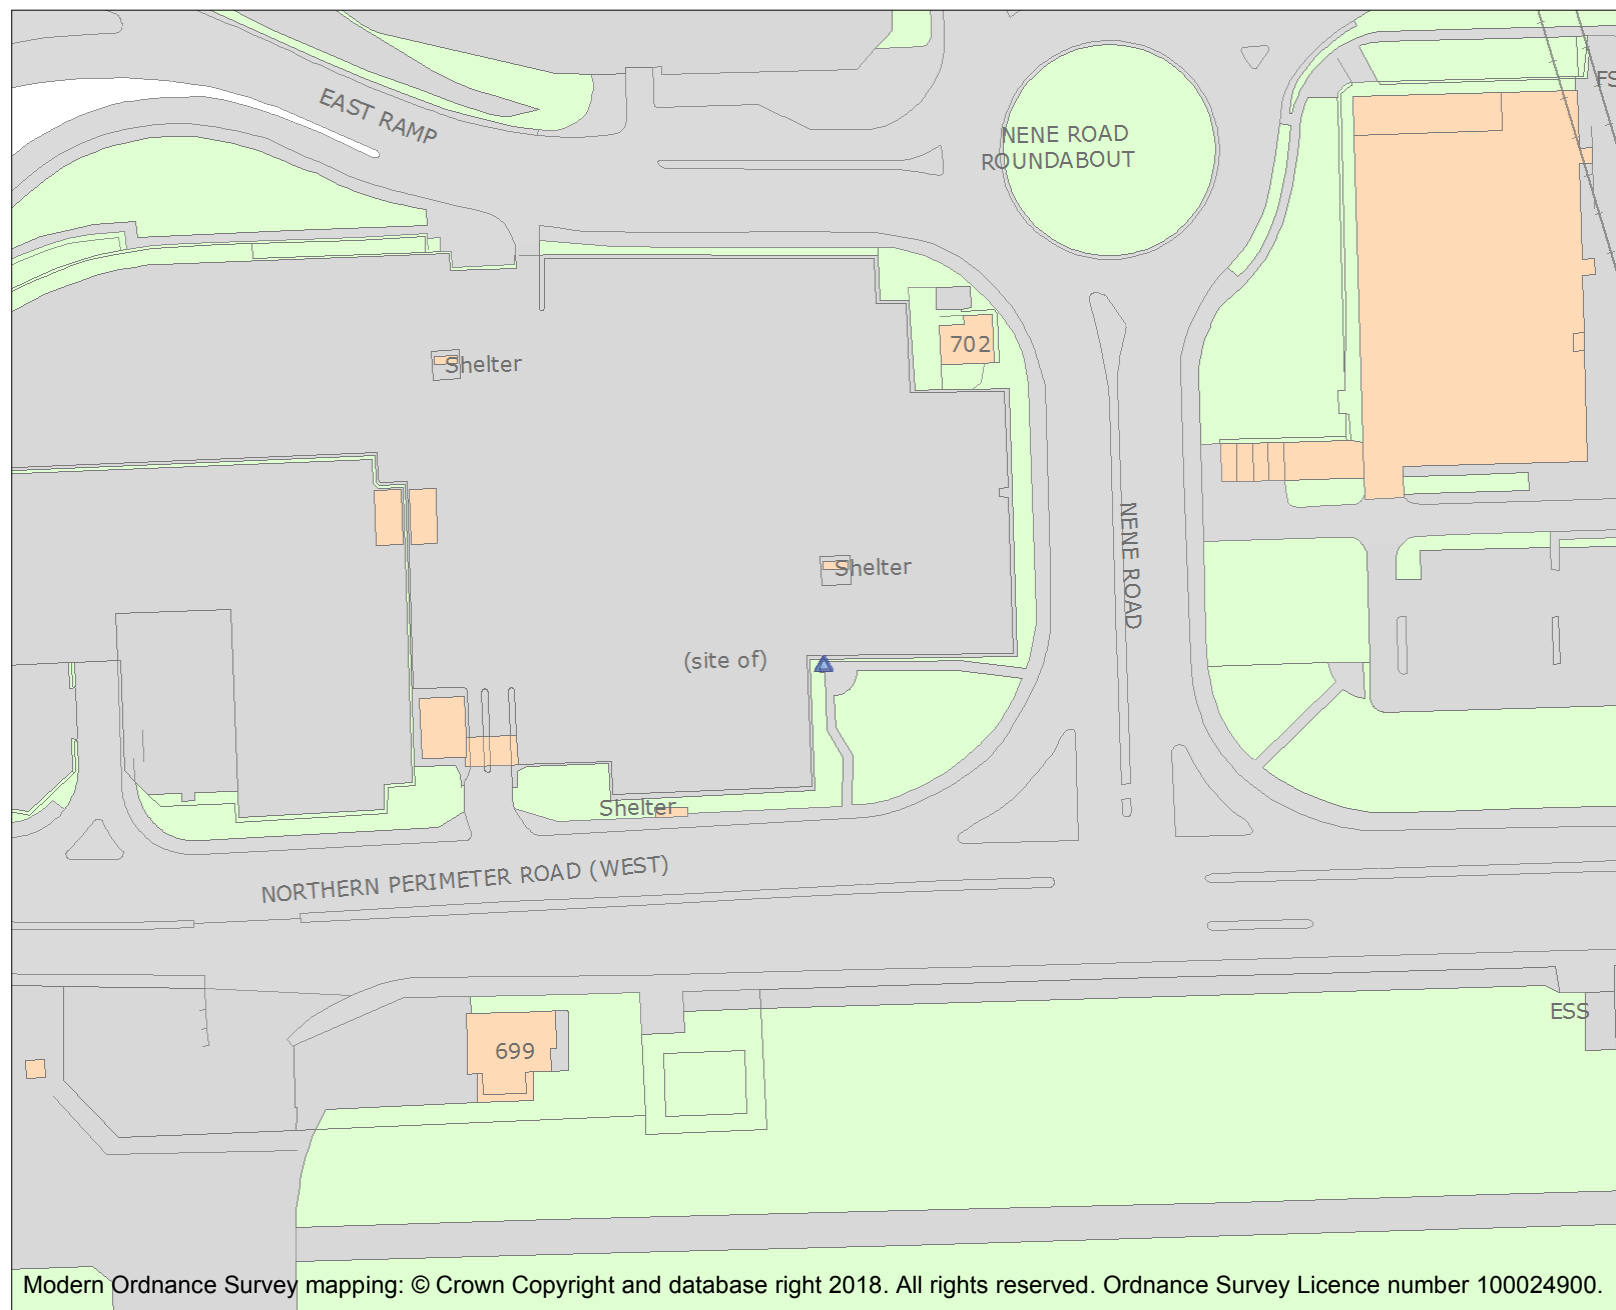 EAST RAMP
NENE ROAD
ROUNDABOUT
702
Shelter
NENE ROAD
Shelter
(site of)
Shelter
NORTHERN PERIMETER ROAD (WEST)
ESS
699
Modern Ordnance Survey mapping: © Crown Copyright and database right 2018. All rights reserved. Ordnance Survey Licence number 100024900.